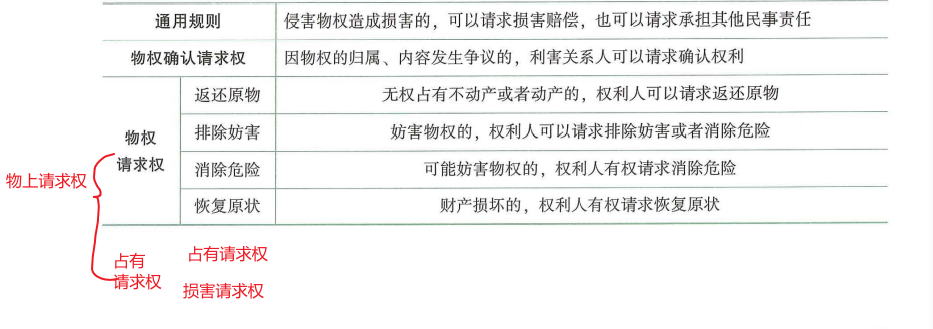 通用规则 侵害物权造成损害的，可以请求损害赔偿，也可以请求承担其他民事责任
物权确认请求权 因物权的归属、内容发生争议的，利害关系人可以请求确认权利
物权
请求权
返还原物 无权占有不动产或者动产的，权利人可以请求返还原物
排除妨害 妨害物权的，权利人可以请求排除妨害或者消除危险
消除危险 可能妨害物权的，权利人有权请求消除危险
恢复原状 财产损坏的，权利人有权请求恢复原状
物上请求权
占有
请求权
占有请求权
损害请求权